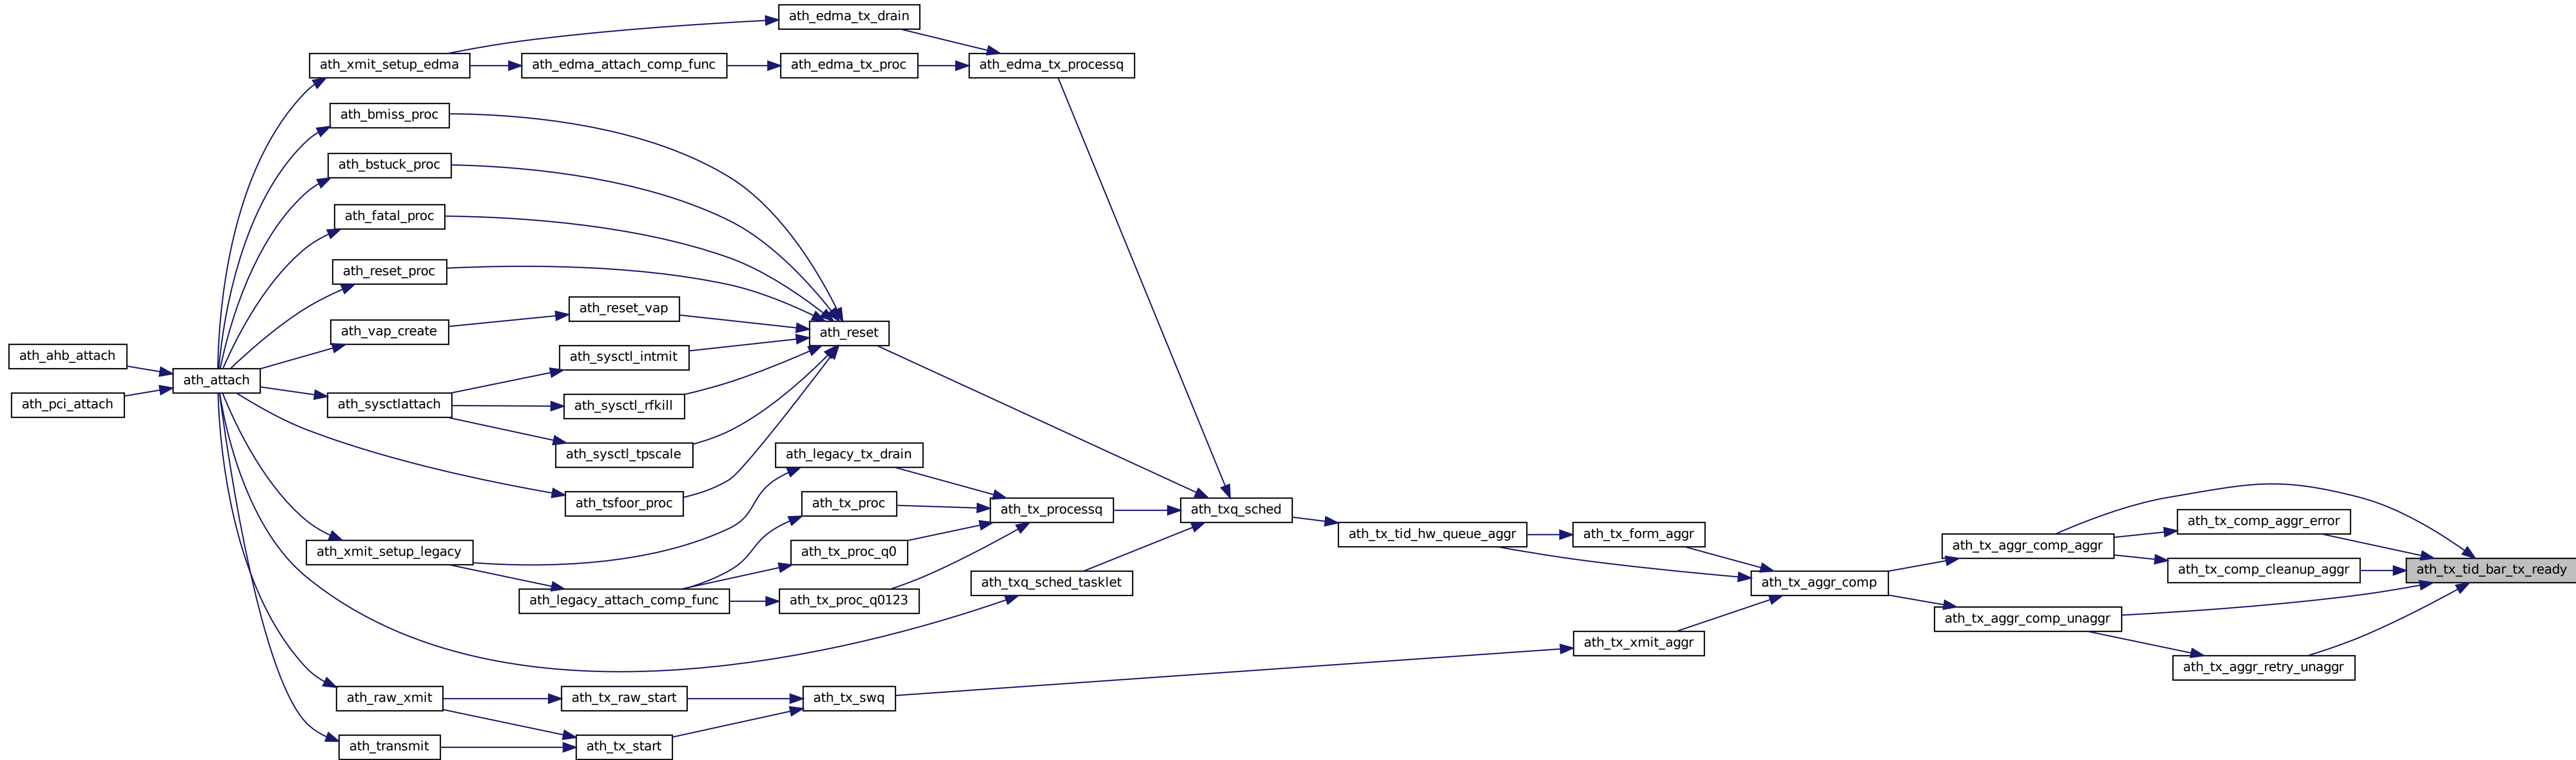 ath_edma_tx_drain
ath_xmit_setup_edma
ath_edma_attach_comp_func
ath_edma_tx_proc
ath_edma_tx_processq
ath_bmiss_proc
ath_bstuck_proc
ath_fatal_proc
ath_reset_proc
ath_reset_vap
ath_vap_create
ath_reset
ath_ahb_attach
ath_sysctl_intmit
ath_attach
ath_pci_attach
ath_sysctlattach
ath_sysctl_rfkill
ath_sysctl_tpscale
ath_legacy_tx_drain
ath_tsfoor_proc
ath_tx_proc
ath_tx_processq
ath_txq_sched
ath_tx_comp_aggr_error
ath_tx_tid_hw_queue_aggr
ath_tx_form_aggr
ath_tx_aggr_comp_aggr
ath_xmit_setup_legacy
ath_tx_proc_q0
ath_tx_comp_cleanup_aggr
ath_tx_tid_bar_tx_ready
ath_txq_sched_tasklet
ath_tx_aggr_comp
ath_legacy_attach_comp_func
ath_tx_proc_q0123
ath_tx_aggr_comp_unaggr
ath_tx_xmit_aggr
ath_tx_aggr_retry_unaggr
ath_raw_xmit
ath_tx_raw_start
ath_tx_swq
ath_transmit
ath_tx_start